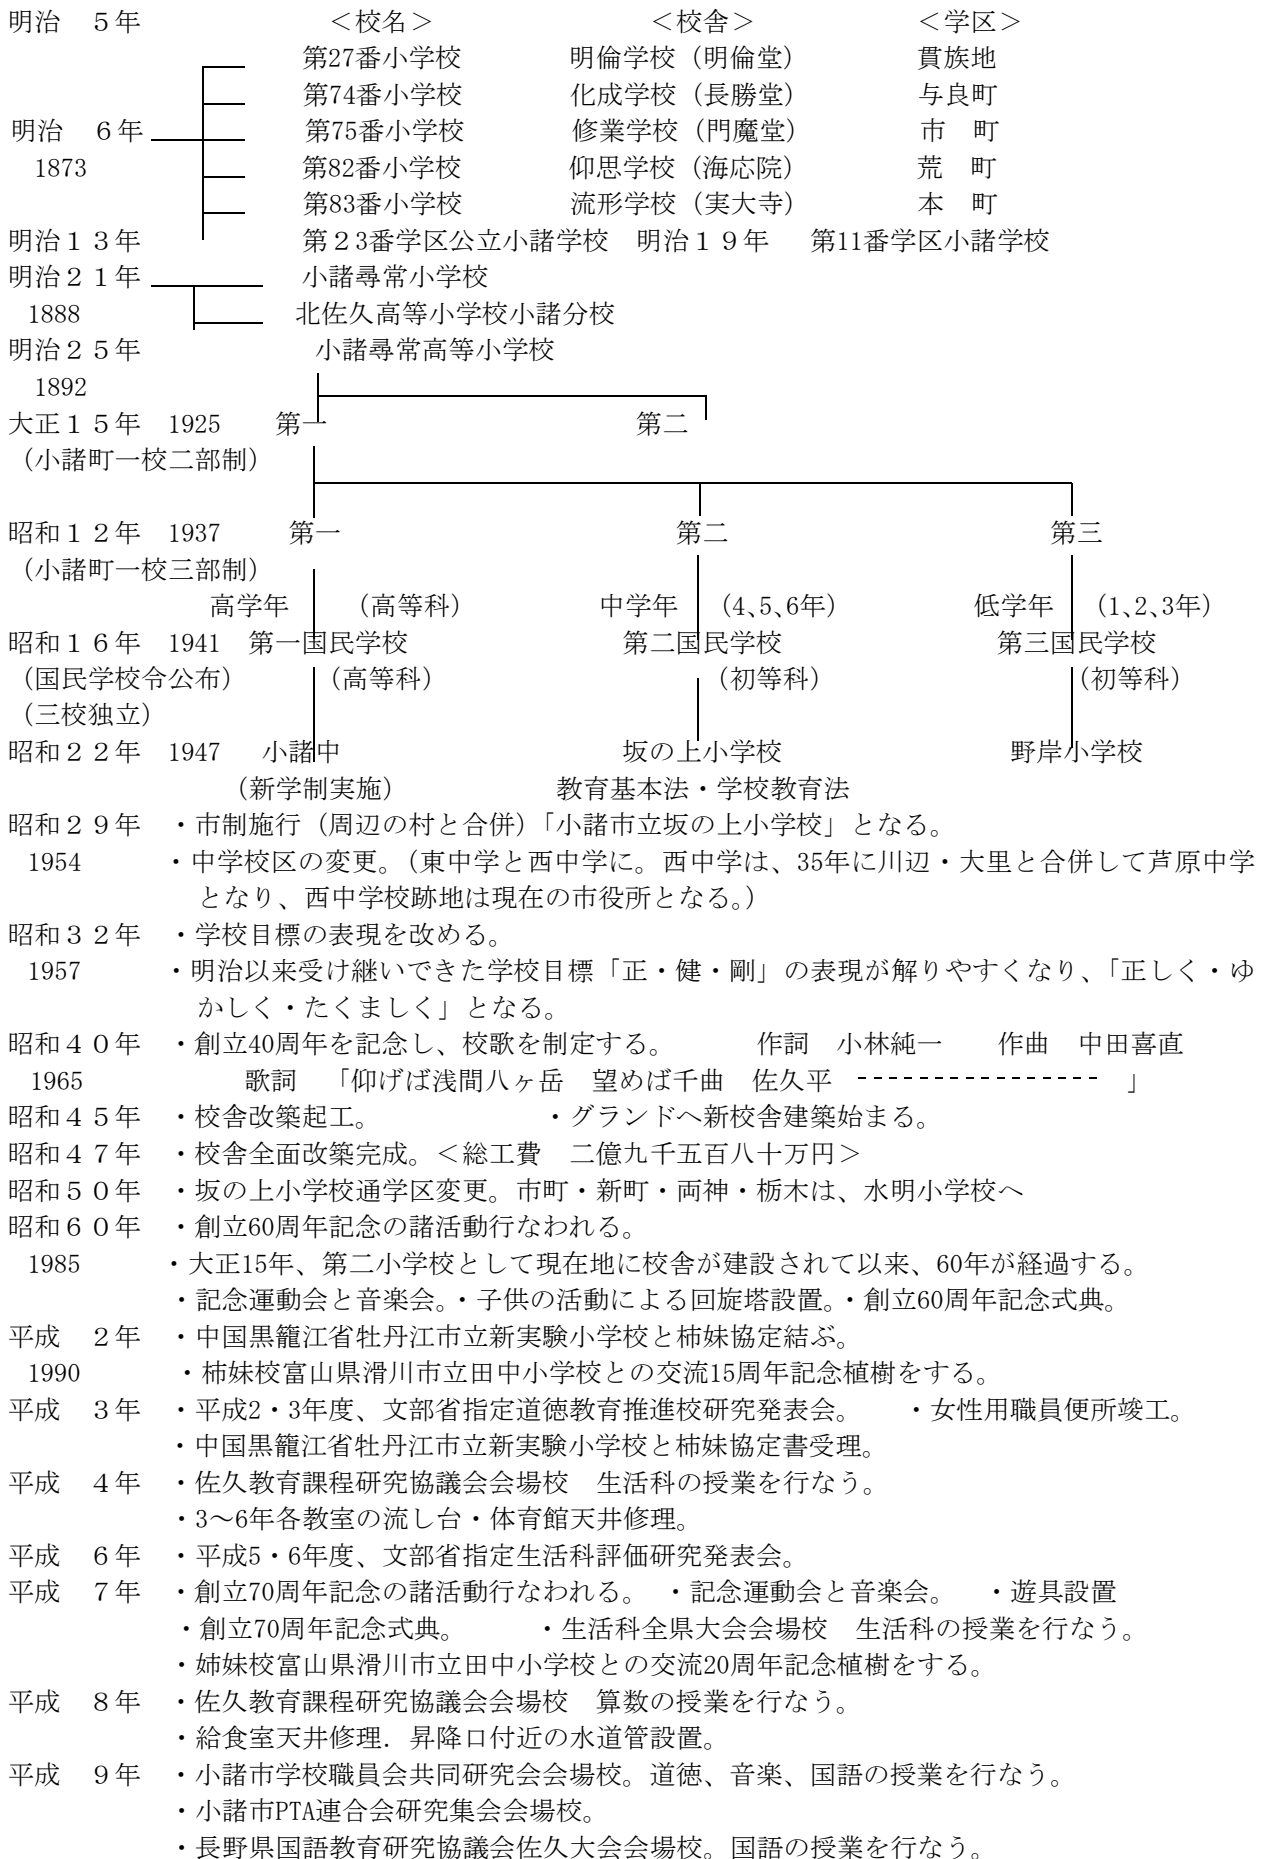 明治　５年　＜校名＞　＜校舎＞　＜学区＞
第27番小学校　明倫学校（明倫堂）　貫族地
第74番小学校　化成学校（長勝堂）　与良町
明治　６年　第75番小学校　修業学校（門魔堂）　市　町
1873　第82番小学校　仰思学校（海応院）　荒　町
第83番小学校　流形学校（実大寺）　本　町
明治１３年　第２3番学区公立小諸学校　明治１９年　第11番学区小諸学校
明治２１年　小諸尋常小学校
1888　北佐久高等小学校小諸分校
明治２５年　小諸尋常高等小学校
1892
大正１５年　1925　第一　第二
（小諸町一校二部制）
昭和１２年　1937　第一　第二　第三
（小諸町一校三部制）
高学年　（高等科）　中学年　（4､5､6年）　低学年　（1､2､3年）
昭和１６年　1941　第一国民学校　第二国民学校　第三国民学校
（国民学校令公布）　（高等科）　（初等科）　（初等科）
（三校独立）
昭和２２年　1947　小諸中　坂の上小学校　野岸小学校
（新学制実施）　教育基本法・学校教育法
昭和２９年　・市制施行（周辺の村と合併）「小諸市立坂の上小学校」となる。
1954　・中学校区の変更。（東中学と西中学に。西中学は、35年に川辺・大里と合併して芦原中学
となり、西中学校跡地は現在の市役所となる。）
昭和３２年　・学校目標の表現を改める。
1957　・明治以来受け継いできた学校目標「正・健・剛」の表現が解りやすくなり、「正しく・ゆ
かしく・たくましく」となる。
昭和４０年　・創立40周年を記念し、校歌を制定する。　作詞　小林純一　作曲　中田喜直
1965　歌詞　「仰げば浅間八ヶ岳　望めば千曲　佐久平　----------------　」
昭和４５年　・校舎改築起工。　・グランドへ新校舎建築始まる。
昭和４７年　・校舎全面改築完成。＜総工費　二億九千五百八十万円＞
昭和５０年　・坂の上小学校通学区変更。市町・新町・両神・栃木は、水明小学校へ
昭和６０年　・創立60周年記念の諸活動行なわれる。
1985　・大正15年、第二小学校として現在地に校舎が建設されて以来、60年が経過する。
・記念運動会と音楽会。・子供の活動による回旋塔設置。・創立60周年記念式典。
平成　２年　・中国黒籠江省牡丹江市立新実験小学校と柿妹協定結ぶ。
1990　・柿妹校富山県滑川市立田中小学校との交流15周年記念植樹をする。
平成　３年　・平成2・3年度、文部省指定道徳教育推進校研究発表会。　・女性用職員便所竣工。
・中国黒籠江省牡丹江市立新実験小学校と柿妹協定書受理。
平成　４年　・佐久教育課程研究協議会会場校　生活科の授業を行なう。
・3～6年各教室の流し台・体育館天井修理。
平成　６年　・平成5・6年度、文部省指定生活科評価研究発表会。
平成　７年　・創立70周年記念の諸活動行なわれる。　・記念運動会と音楽会。　・遊具設置
・創立70周年記念式典。　・生活科全県大会会場校　生活科の授業を行なう。
・姉妹校富山県滑川市立田中小学校との交流20周年記念植樹をする。
平成　８年　・佐久教育課程研究協議会会場校　算数の授業を行なう。
・給食室天井修理．昇降口付近の水道管設置。
平成　９年　・小諸市学校職員会共同研究会会場校。道徳、音楽、国語の授業を行なう。
・小諸市PTA連合会研究集会会場校。
・長野県国語教育研究協議会佐久大会会場校。国語の授業を行なう。